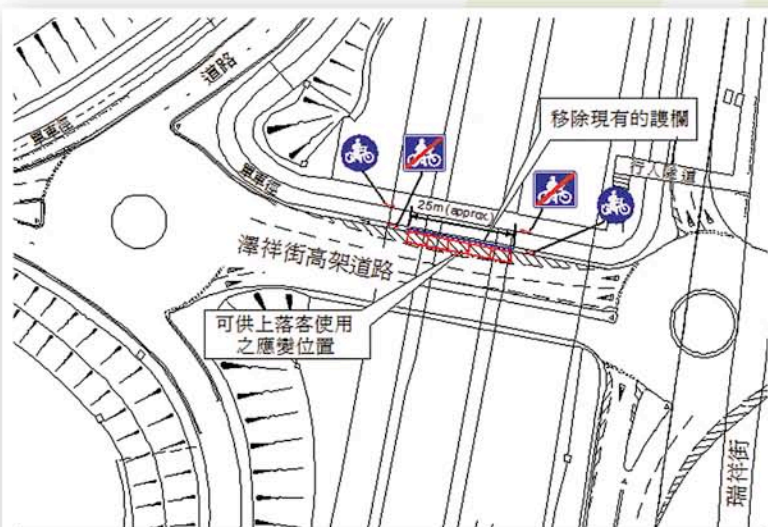 道路
單車徑
移除現有的護欄
單車徑
行人隧道
25m (approx)
澤祥街高架道路
可供上落客使用
之應變位置
瑞祥街